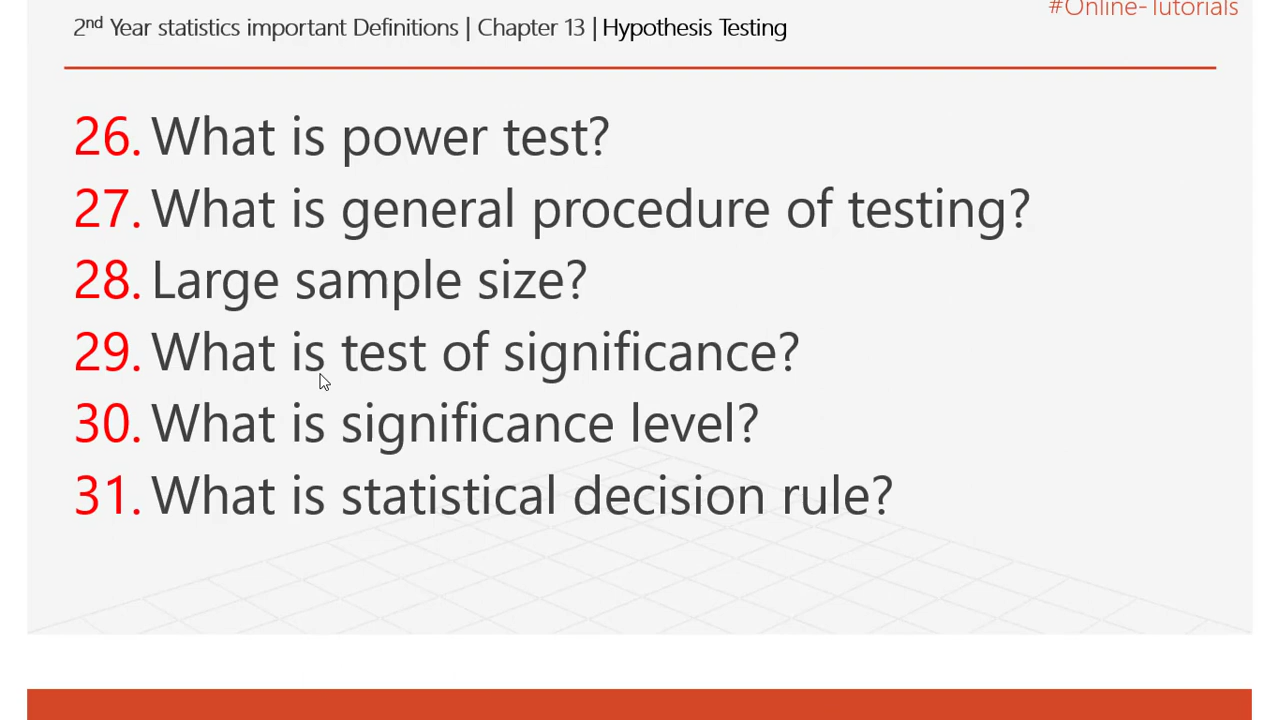 #Online-Tutorials
2nd Year statistics important Definitions | Chapter 13 | Hypothesis Testing
26. What is power test?
27. What is general procedure of testing?
28. Large sample size?
29. What is test of significance?
30. What is significance level?
31. What is statistical decision rule?